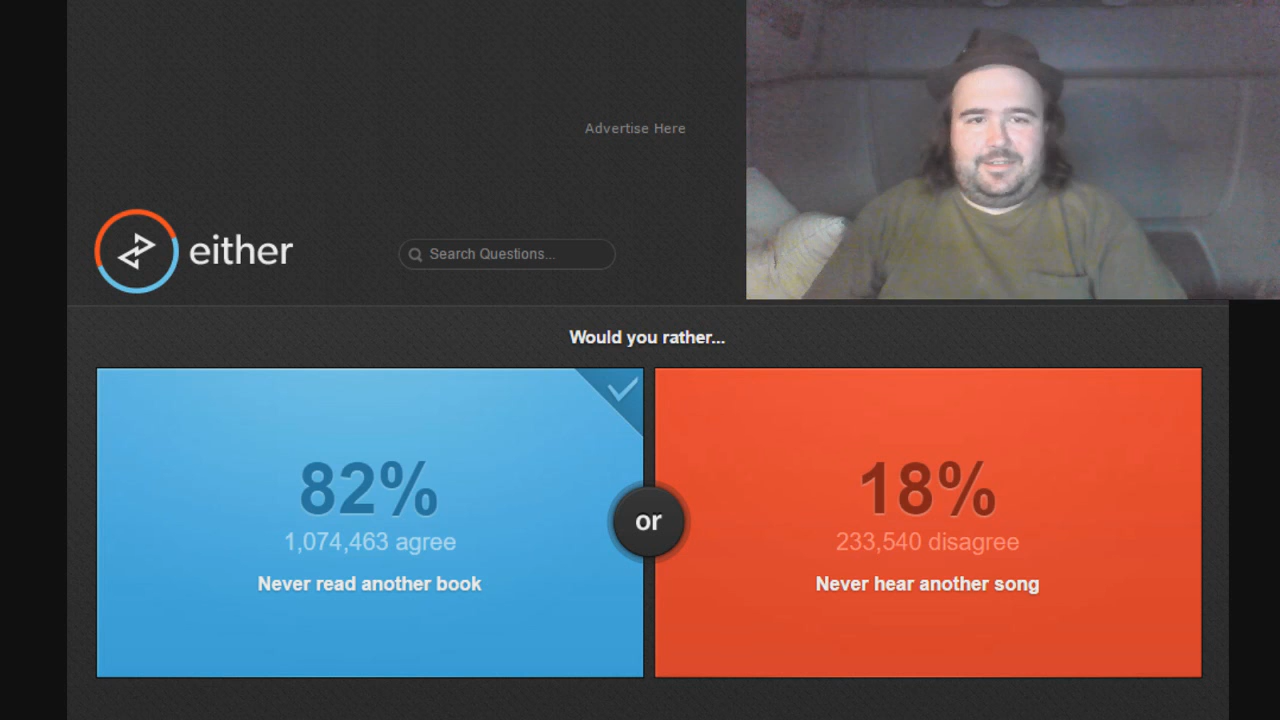 Advertise Here
either
Search Questions...
Would you rather...
82%
1,074,463 agree
Never read another book
or
18%
233,540 disagree
Never hear another song